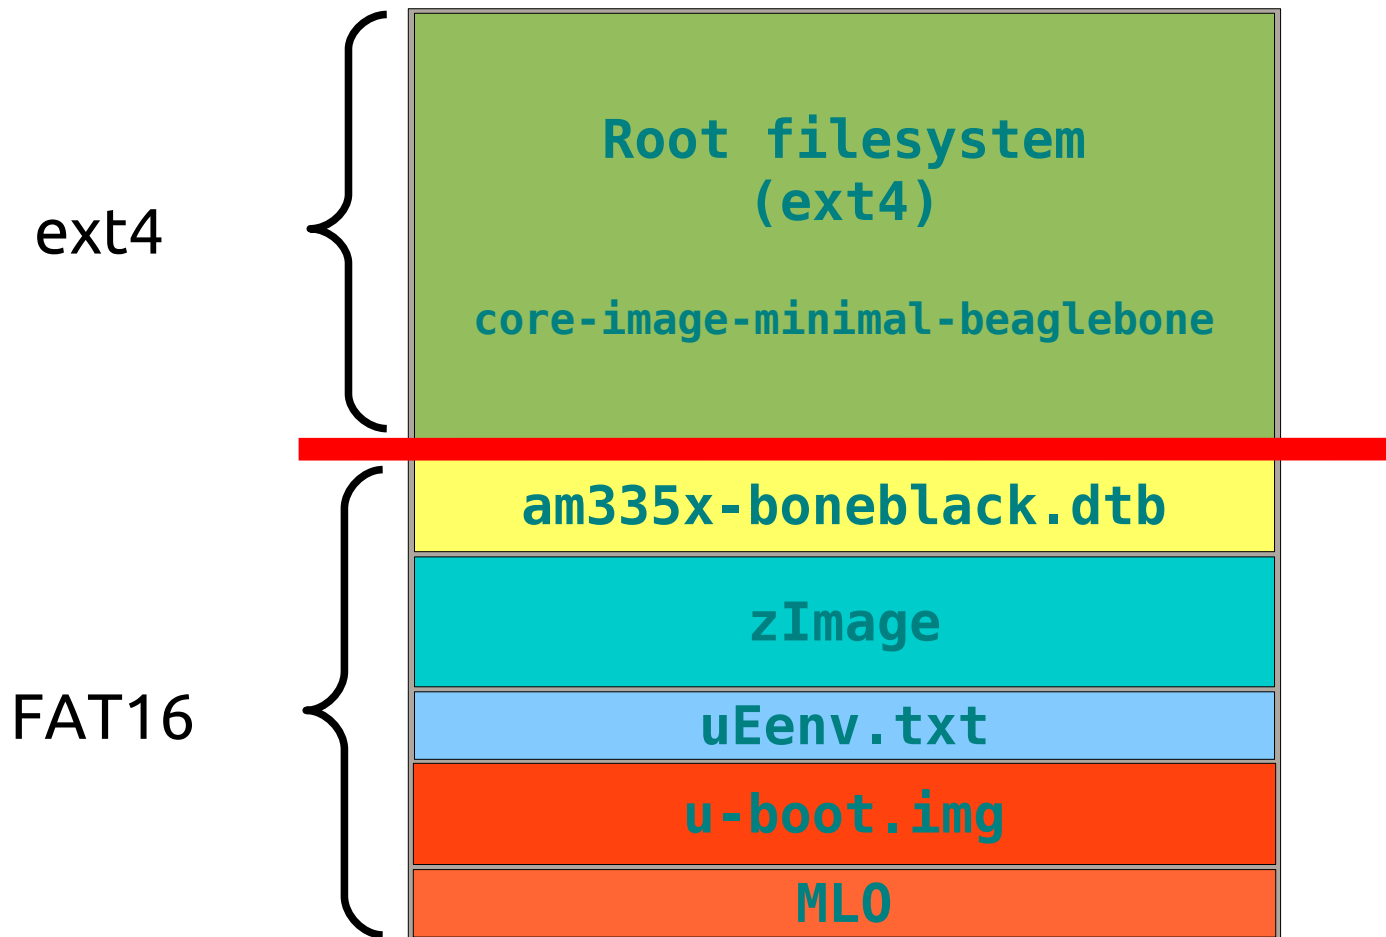 ext4
Root filesystem
(ext4)
core-image-minimal-beaglebone
FAT16
am335x-boneblack.dtb
zImage
uEenv.txt
u-boot.img
MLO